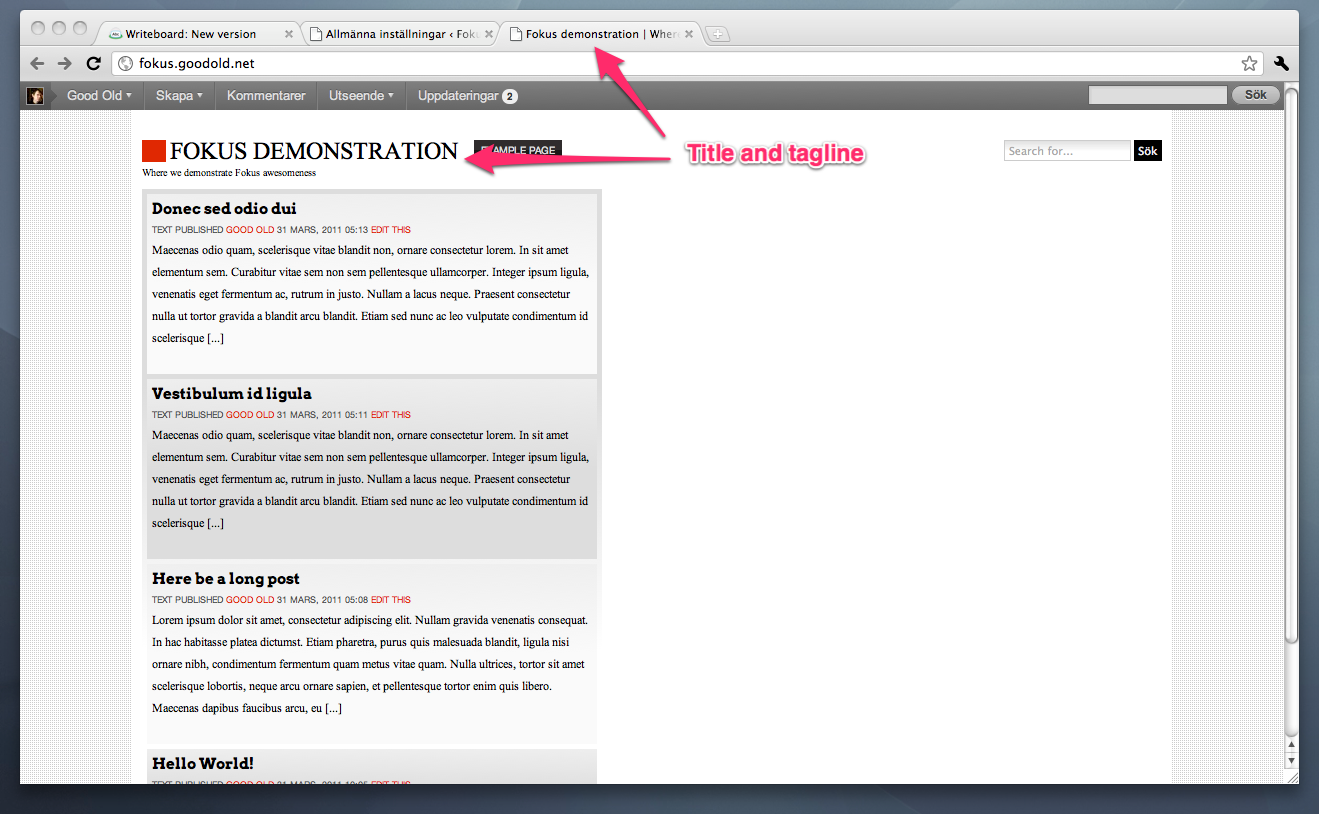 Writeboard: New version
Allmänna inställningar ‹ Foku
Fokus demonstration | Where
fokus.goodold.net
Good Old
Skapa
Kommentarer
Utseende
Uppdateringar 2
Sök
FOKUS DEMONSTRATION
EXAMPLE PAGE
Title and tagline
Search for...
Sök
Where we demonstrate Fokus awesomeness
Donec sed odio dui
TEXT PUBLISHED GOOD OLD 31 MARS, 2011 05:13 EDIT THIS
Maecenas odio quam, scelerisque vitae blandit non, ornare consectetur lorem. In sit amet
elementum sem. Curabitur vitae sem non sem pellentesque ullamcorper. Integer ipsum ligula,
venenatis eget fermentum ac, rutrum in justo. Nullam a lacus neque. Praesent consectetur
nulla ut tortor gravida a blandit arcu blandit. Etiam sed nunc ac leo vulputate condimentum id
scelerisque [...]
Vestibulum id ligula
TEXT PUBLISHED GOOD OLD 31 MARS, 2011 05:11 EDIT THIS
Maecenas odio quam, scelerisque vitae blandit non, ornare consectetur lorem. In sit amet
elementum sem. Curabitur vitae sem non sem pellentesque ullamcorper. Integer ipsum ligula,
venenatis eget fermentum ac, rutrum in justo. Nullam a lacus neque. Praesent consectetur
nulla ut tortor gravida a blandit arcu blandit. Etiam sed nunc ac leo vulputate condimentum id
scelerisque [...]
Here be a long post
TEXT PUBLISHED GOOD OLD 31 MARS, 2011 05:08 EDIT THIS
Lorem ipsum dolor sit amet, consectetur adipiscing elit. Nullam gravida venenatis consequat.
In hac habitasse platea dictumst. Etiam pharetra, purus quis malesuada blandit, ligula nisi
ornare nibh, condimentum fermentum quam metus vitae quam. Nulla ultrices, tortor sit amet
scelerisque lobortis, neque arcu ornare sapien, et pellentesque tortor enim quis libero.
Maecenas dapibus faucibus arcu, eu [...]
Hello World!
TEXT PUBLISHED GOOD OLD 31 MARS, 2011 EDIT THIS